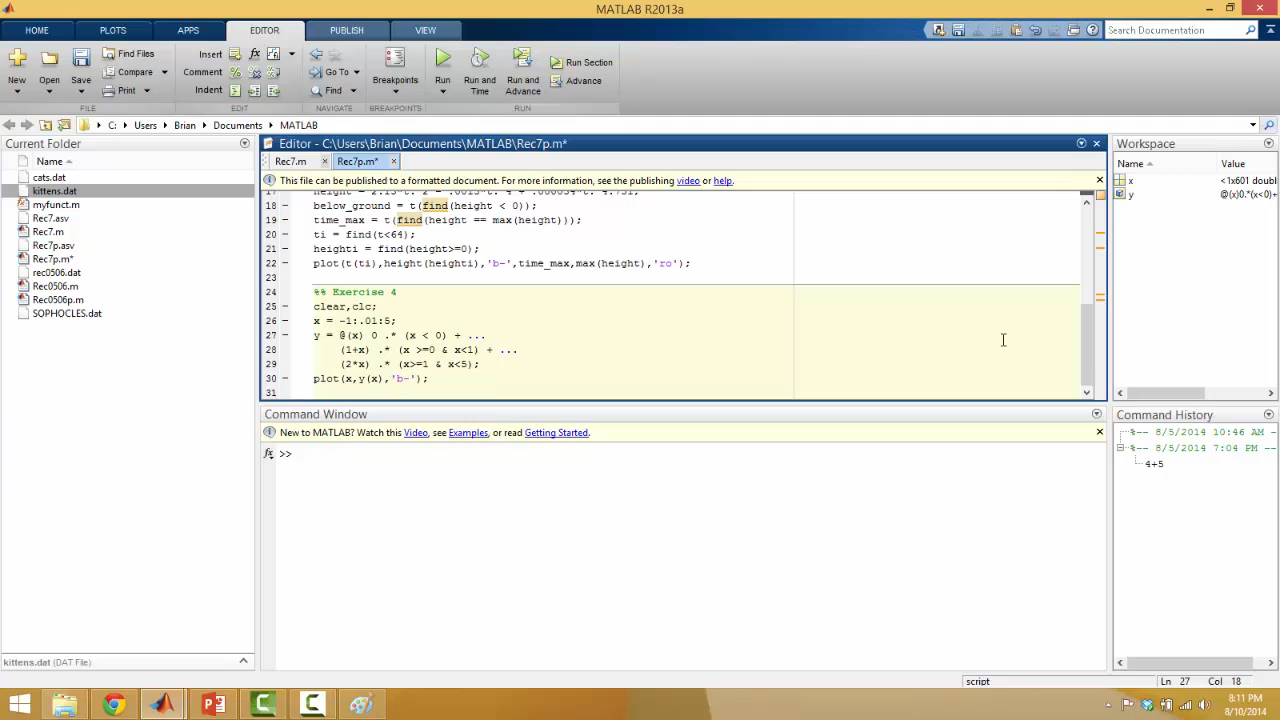 MATLAB R2013a
HOME PLOTS APPS EDITOR PUBLISH VIEW
Search Documentation
New Open Save Find Files Compare Print
Insert Comment Indent
Go To Find
Breakpoints
Run Run and Time Run and Advance Run Section Advance
FILE EDIT NAVIGATE BREAKPOINTS RUN
C: Users Brian Documents MATLAB
Current Folder
Name
cats.dat
kittens.dat
myfunct.m
Rec7.asv
Rec7.m
Rec7p.asv
Rec7p.m*
rec0506.dat
Rec0506.m
Rec0506p.m
SOPHOCLES.dat
kittens.dat (DAT File)
Editor - C:\Users\Brian\Documents\MATLAB\Rec7p.m*
Rec7.m Rec7p.m*
This file can be published to a formatted document. For more information, see the publishing video or help.
18 below_ground = t(find(height < 0));
19 time_max = t(find(height == max(height)));
20 ti = find(t<64);
21 heighti = find(height>=0);
22 plot(t(ti),height(heighti),'b-',time_max,max(height),'ro');
23
24 %% Exercise 4
25 clear,clc;
26 x = -1:.01:5;
27 y = @(x) 0 .* (x < 0) + ...
28 (1+x) .* (x >=0 & x<1) + ...
29 (2*x) .* (x>=1 & x<5);
30 plot(x,y(x),'b-');
31
Command Window
New to MATLAB? Watch this Video, see Examples, or read Getting Started.
fx >>
Workspace
Name Value
x <1x601 doubl
y @(x)0.*(x<0)+
Command History
%-- 8/5/2014 10:46 AM -
%-- 8/5/2014 7:04 PM --
4+5
script Ln 27 Col 18
8:11 PM
8/10/2014